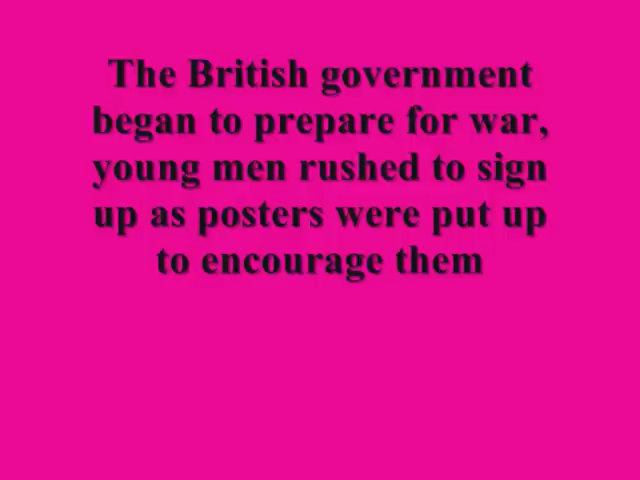 The British government
began to prepare for war,
young men rushed to sign
up as posters were put up
to encourage them